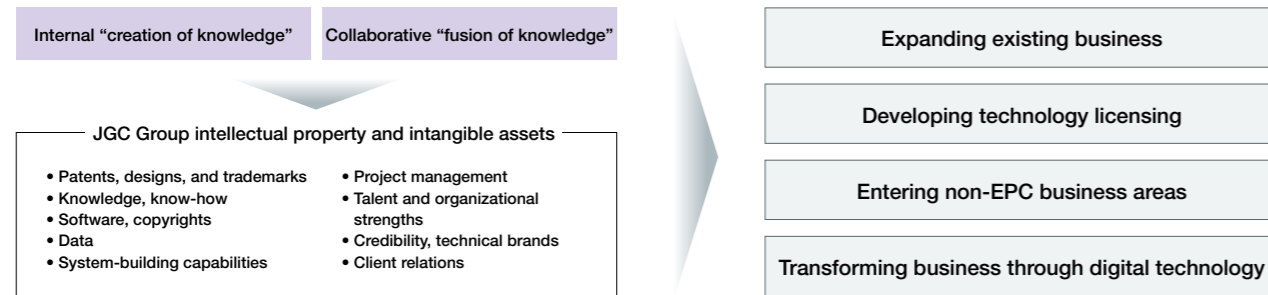 Internal “creation of knowledge”
Collaborative “fusion of knowledge”
JGC Group intellectual property and intangible assets
• Patents, designs, and trademarks
• Knowledge, know-how
• Software, copyrights
• Data
• System-building capabilities
• Project management
• Talent and organizational
strengths
• Credibility, technical brands
• Client relations
Expanding existing business
Developing technology licensing
Entering non-EPC business areas
Transforming business through digital technology